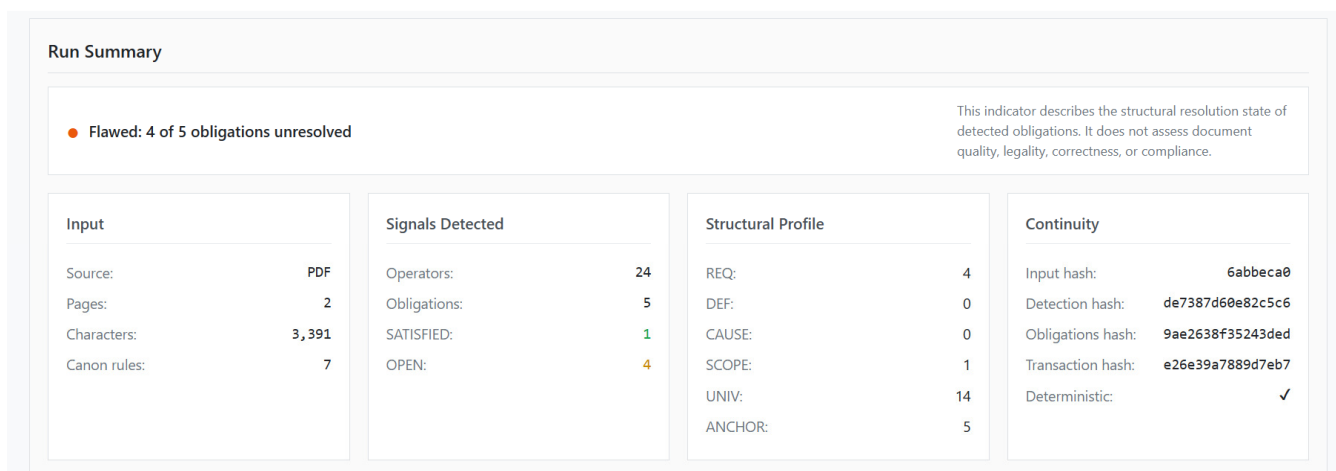 Run Summary
Flawed: 4 of 5 obligations unresolved
This indicator describes the structural resolution state of
detected obligations. It does not assess document
quality, legality, correctness, or compliance.
Input
Source: PDF
Pages: 2
Characters: 3,391
Canon rules: 7
Signals Detected
Operators: 24
Obligations: 5
SATISFIED: 1
OPEN: 4
Structural Profile
REQ: 4
DEF: 0
CAUSE: 0
SCOPE: 1
UNIV: 14
ANCHOR: 5
Continuity
Input hash: 6abbeca0
Detection hash: de7387d60e82c5c6
Obligations hash: 9ae2638f35243ded
Transaction hash: e26e39a7889d7eb7
Deterministic: ✓